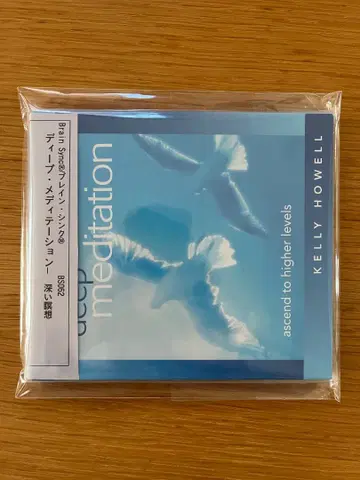 Brain Sync®/ブレイン・シンク®
BS062
ディープ・メディテーション― 深い瞑想
deep
meditation
ascend to higher levels
KELLY HOWELL